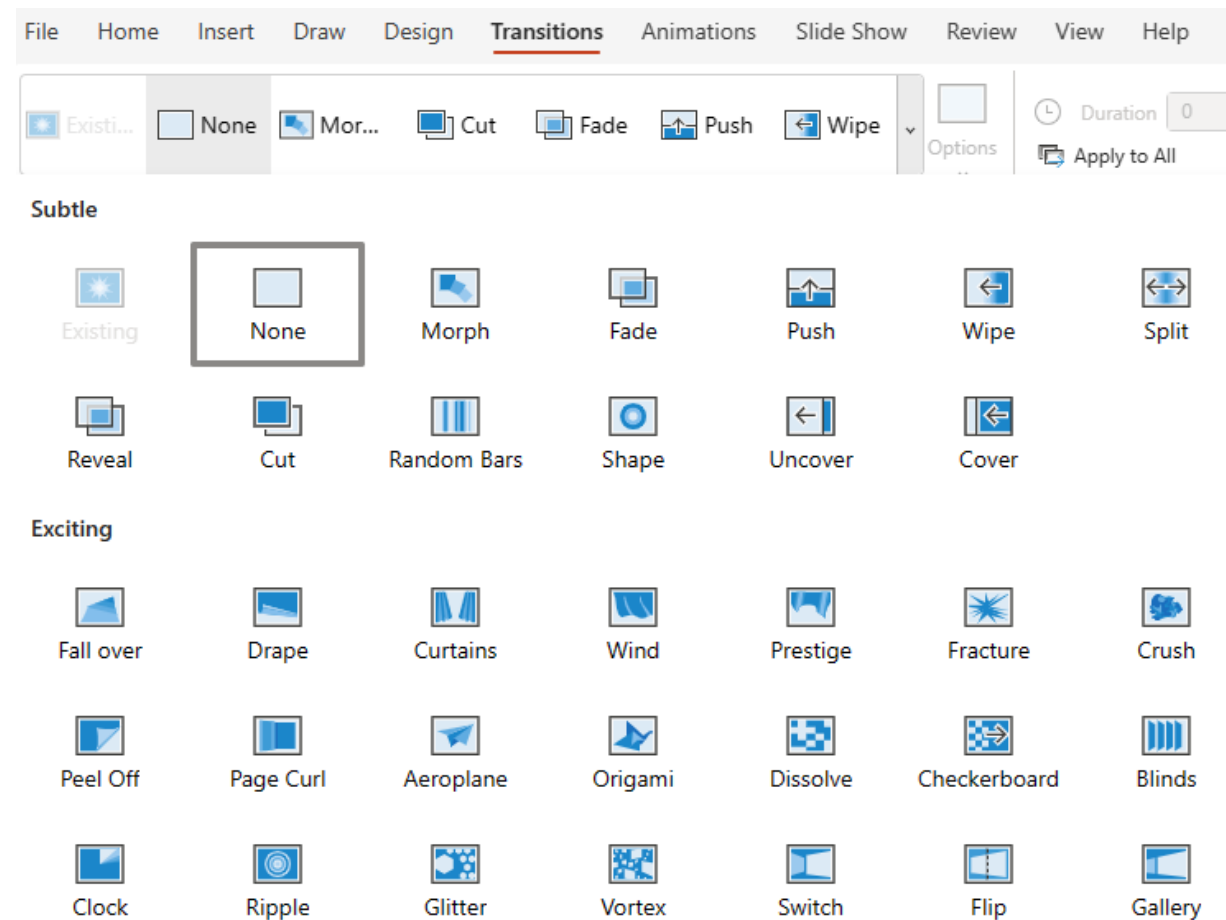 File Home Insert Draw Design Transitions Animations Slide Show Review View Help
Existi... None Mor... Cut Fade Push Wipe Options Duration 0
Apply to All
Subtle
Existing None Morph Fade Push Wipe Split
Reveal Cut Random Bars Shape Uncover Cover
Exciting
Fall over Drape Curtains Wind Prestige Fracture Crush
Peel Off Page Curl Aeroplane Origami Dissolve Checkerboard Blinds
Clock Ripple Glitter Vortex Switch Flip Gallery